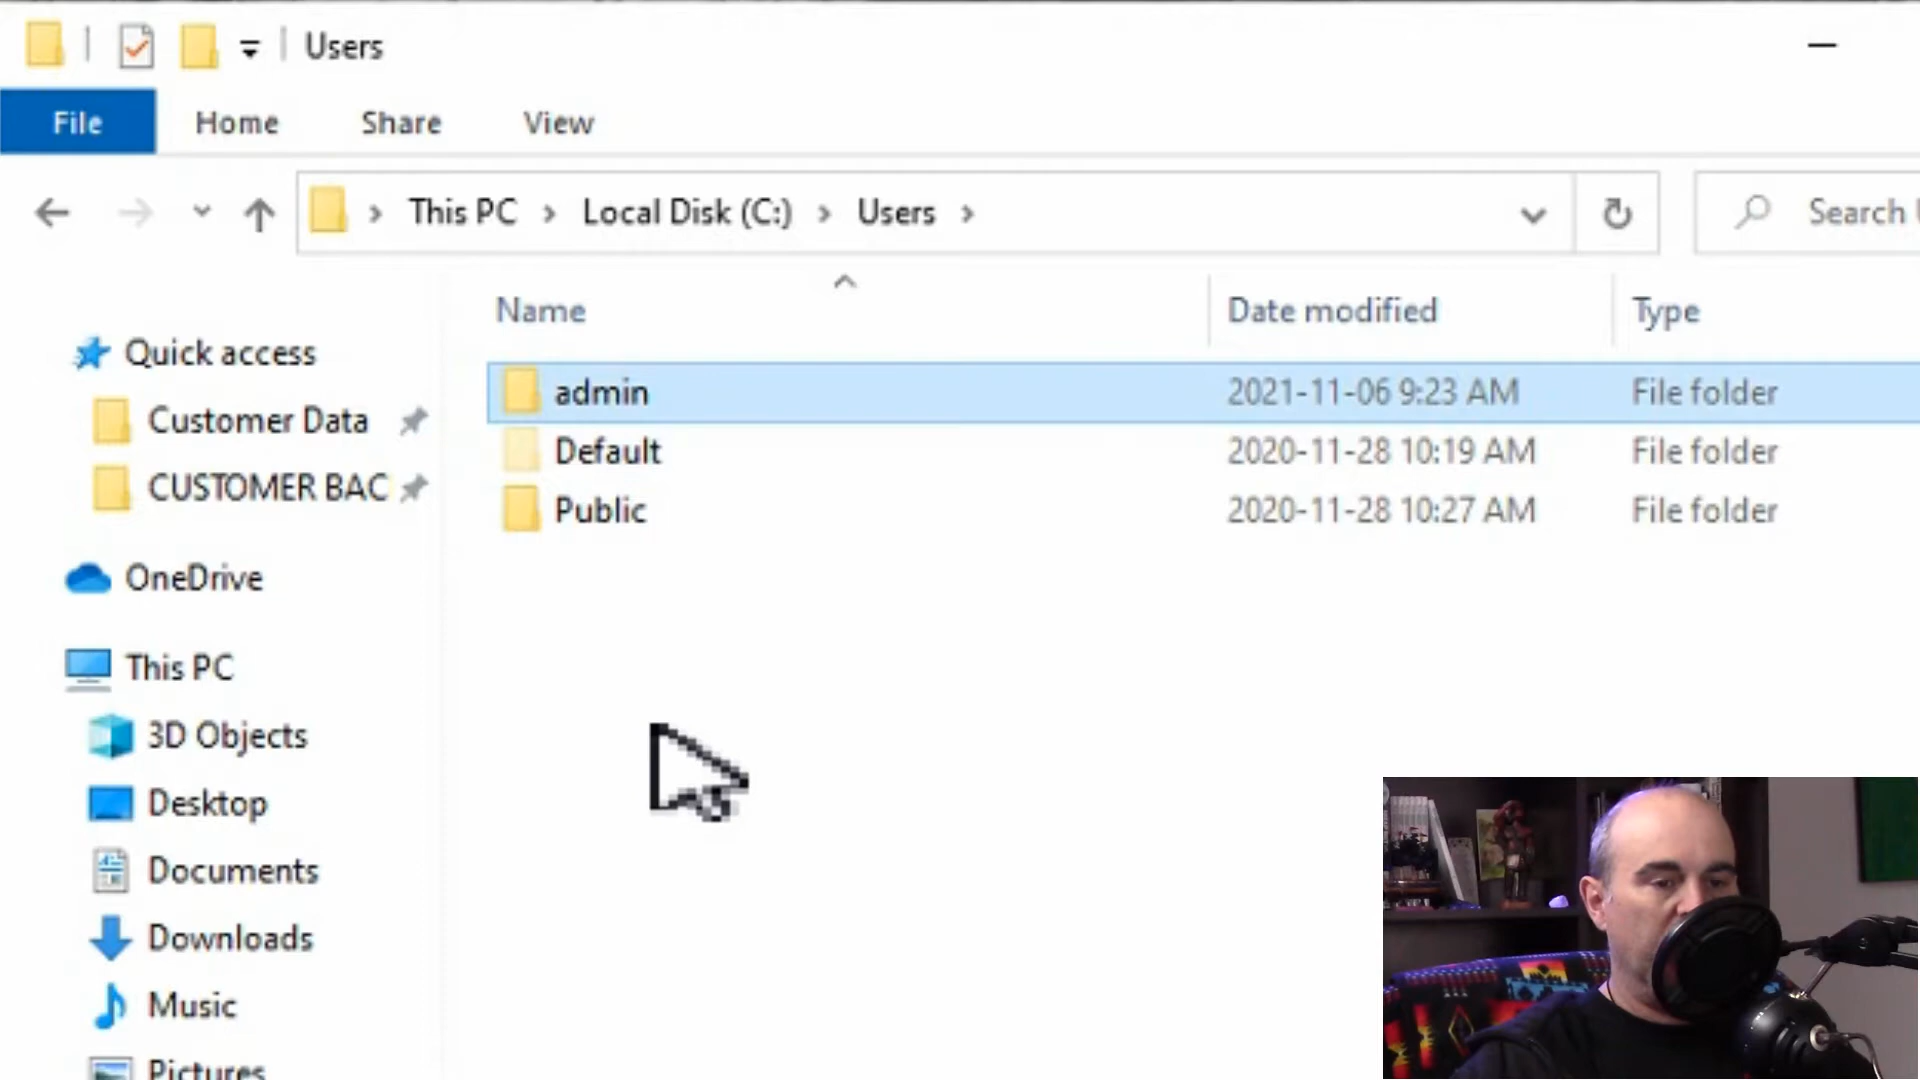 Users
File Home Share View
This PC Local Disk (C:) Users
Search
Name Date modified Type
admin 2021-11-06 9:23 AM File folder
Default 2020-11-28 10:19 AM File folder
Public 2020-11-28 10:27 AM File folder
Quick access
Customer Data
CUSTOMER BAC
OneDrive
This PC
3D Objects
Desktop
Documents
Downloads
Music
Pictures